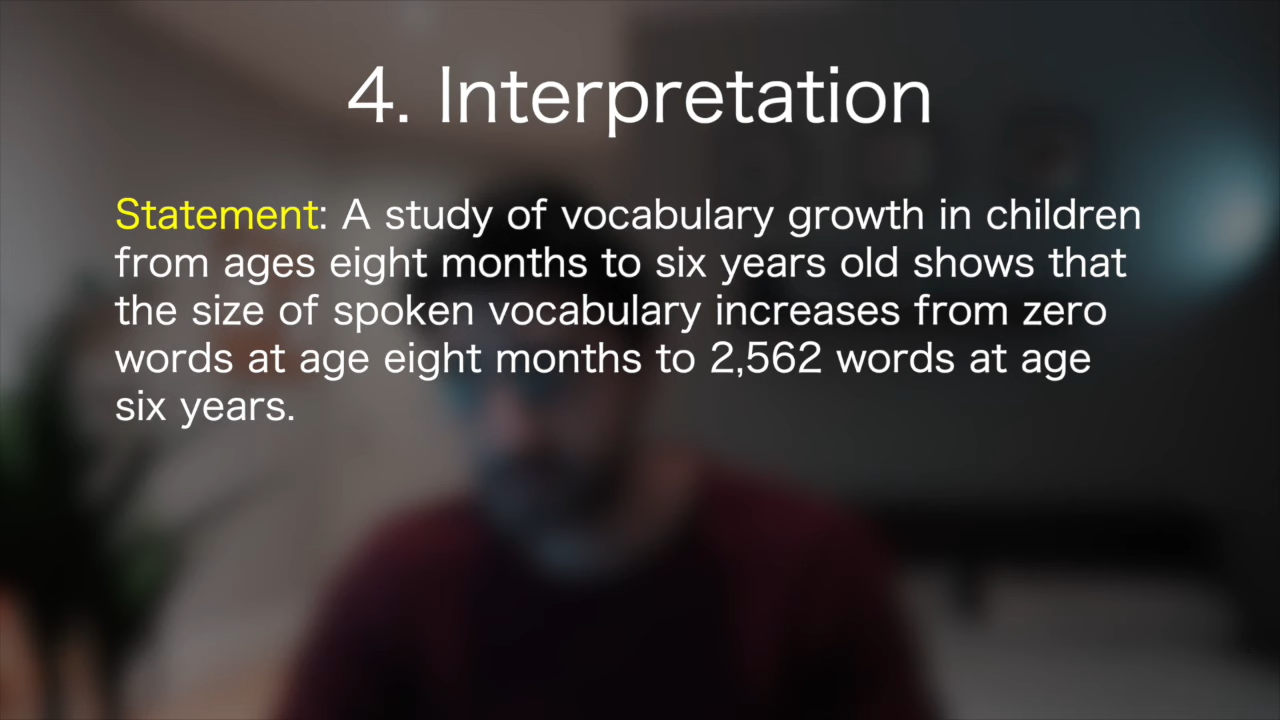 4. Interpretation
Statement: A study of vocabulary growth in children
from ages eight months to six years old shows that
the size of spoken vocabulary increases from zero
words at age eight months to 2,562 words at age
six years.